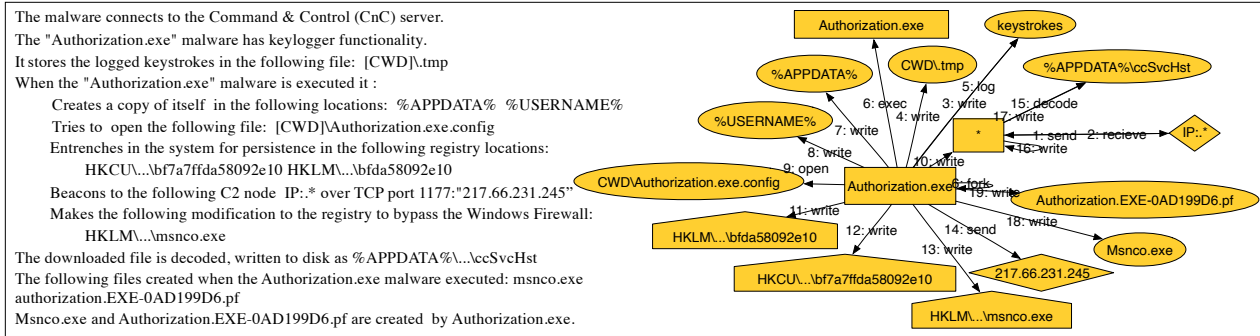 The malware connects to the Command & Control (CnC) server.
The "Authorization.exe" malware has keylogger functionality.
It stores the logged keystrokes in the following file:  [CWD]\.tmp
When the "Authorization.exe" malware is executed it :
Creates a copy of itself  in the following locations:  %APPDATA%  %USERNAME%
Tries to  open the following file:  [CWD]\Authorization.exe.config
Entrenches in the system for persistence in the following registry locations:
HKCU\...\bf7a7ffda58092e10 HKLM\...\bfda58092e10
Beacons to the following C2 node  IP:.* over TCP port 1177:"217.66.231.245”
Makes the following modification to the registry to bypass the Windows Firewall:
HKLM\...\msnco.exe
The downloaded file is decoded, written to disk as %APPDATA%\...\ccSvcHst
The following files created when the Authorization.exe malware executed: msnco.exe
authorization.EXE-0AD199D6.pf
Msnco.exe and Authorization.EXE-0AD199D6.pf are created  by Authorization.exe.
Authorization.exe
keystrokes
%APPDATA%
CWD\.tmp
%APPDATA%\ccSvcHst
5: log
6: exec
3: write
15: decode
%USERNAME%
4: write
17: write
7: write
*
1: send
2: recieve
IP:.*
16: write
8: write
10: write
9: open
CWD\Authorization.exe.config
Authorization.exe
6: fork
19: write
Authorization.EXE-0AD199D6.pf
11: write
18: write
HKLM\...\bfda58092e10
12: write
14: send
Msnco.exe
13: write
HKCU\...\bf7a7ffda58092e10
217.66.231.245
HKLM\...\msnco.exe